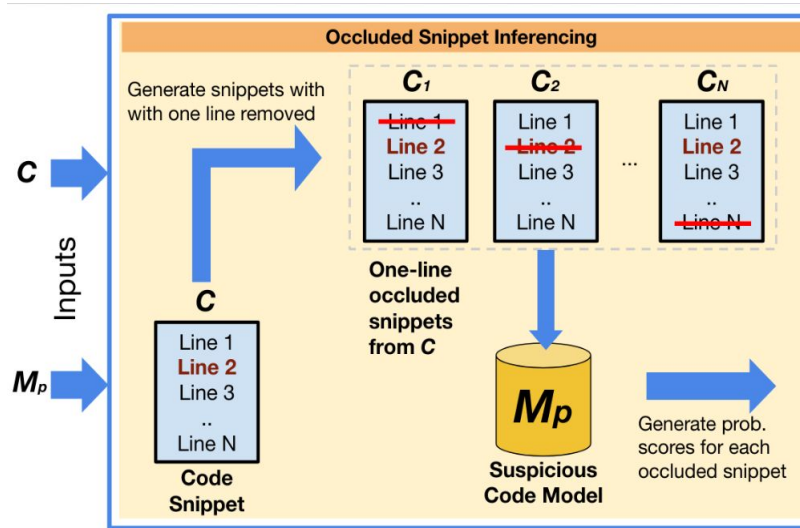 Occluded Snippet Inferencing
Generate snippets with
with one line removed
C1
C2
CN
Line 1
Line 2
Line 3
..
Line N
Line 1
Line 2
Line 3
..
Line N
...
Line 1
Line 2
Line 3
..
Line N
C
Inputs
Mp
C
Line 1
Line 2
Line 3
..
Line N
Code
Snippet
One-line
occluded
snippets
from C
Mp
Suspicious
Code Model
Generate prob.
scores for each
occluded snippet